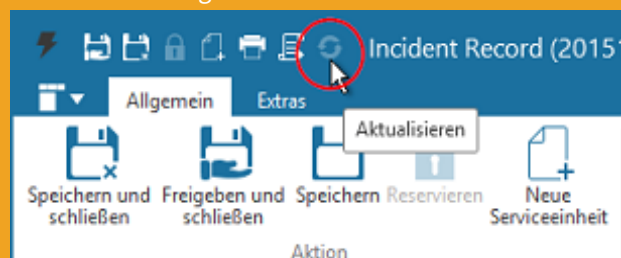 Incident Record (2015
Allgemein Extras
Aktualisieren
Speichern und schließen
Freigeben und schließen
Speichern
Reservieren
Neue Serviceeinheit
Aktion